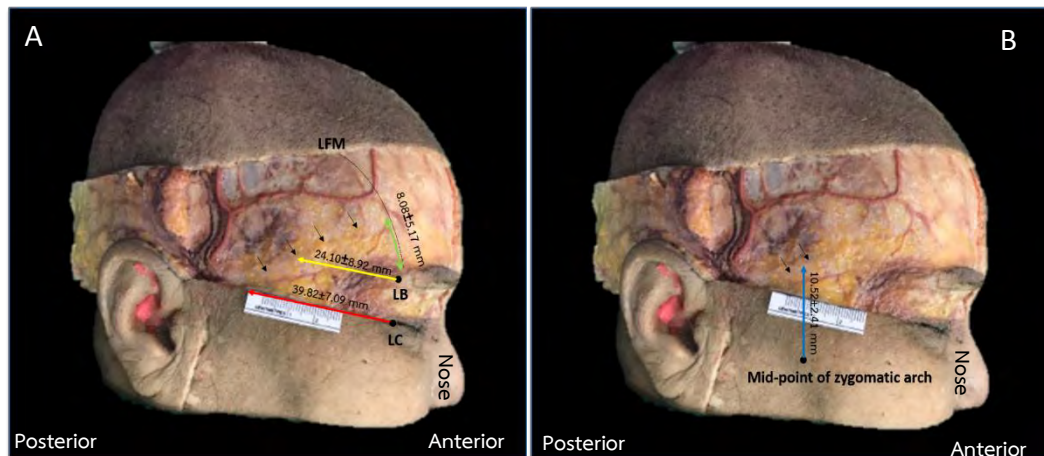 A
LFM
8.08±5.17 mm
24.10±8.92 mm
LB
39.82±7.09 mm
LC
Nose
Posterior
Anterior
B
10.52±2.41 mm
Mid-point of zygomatic arch
Nose
Posterior
Anterior